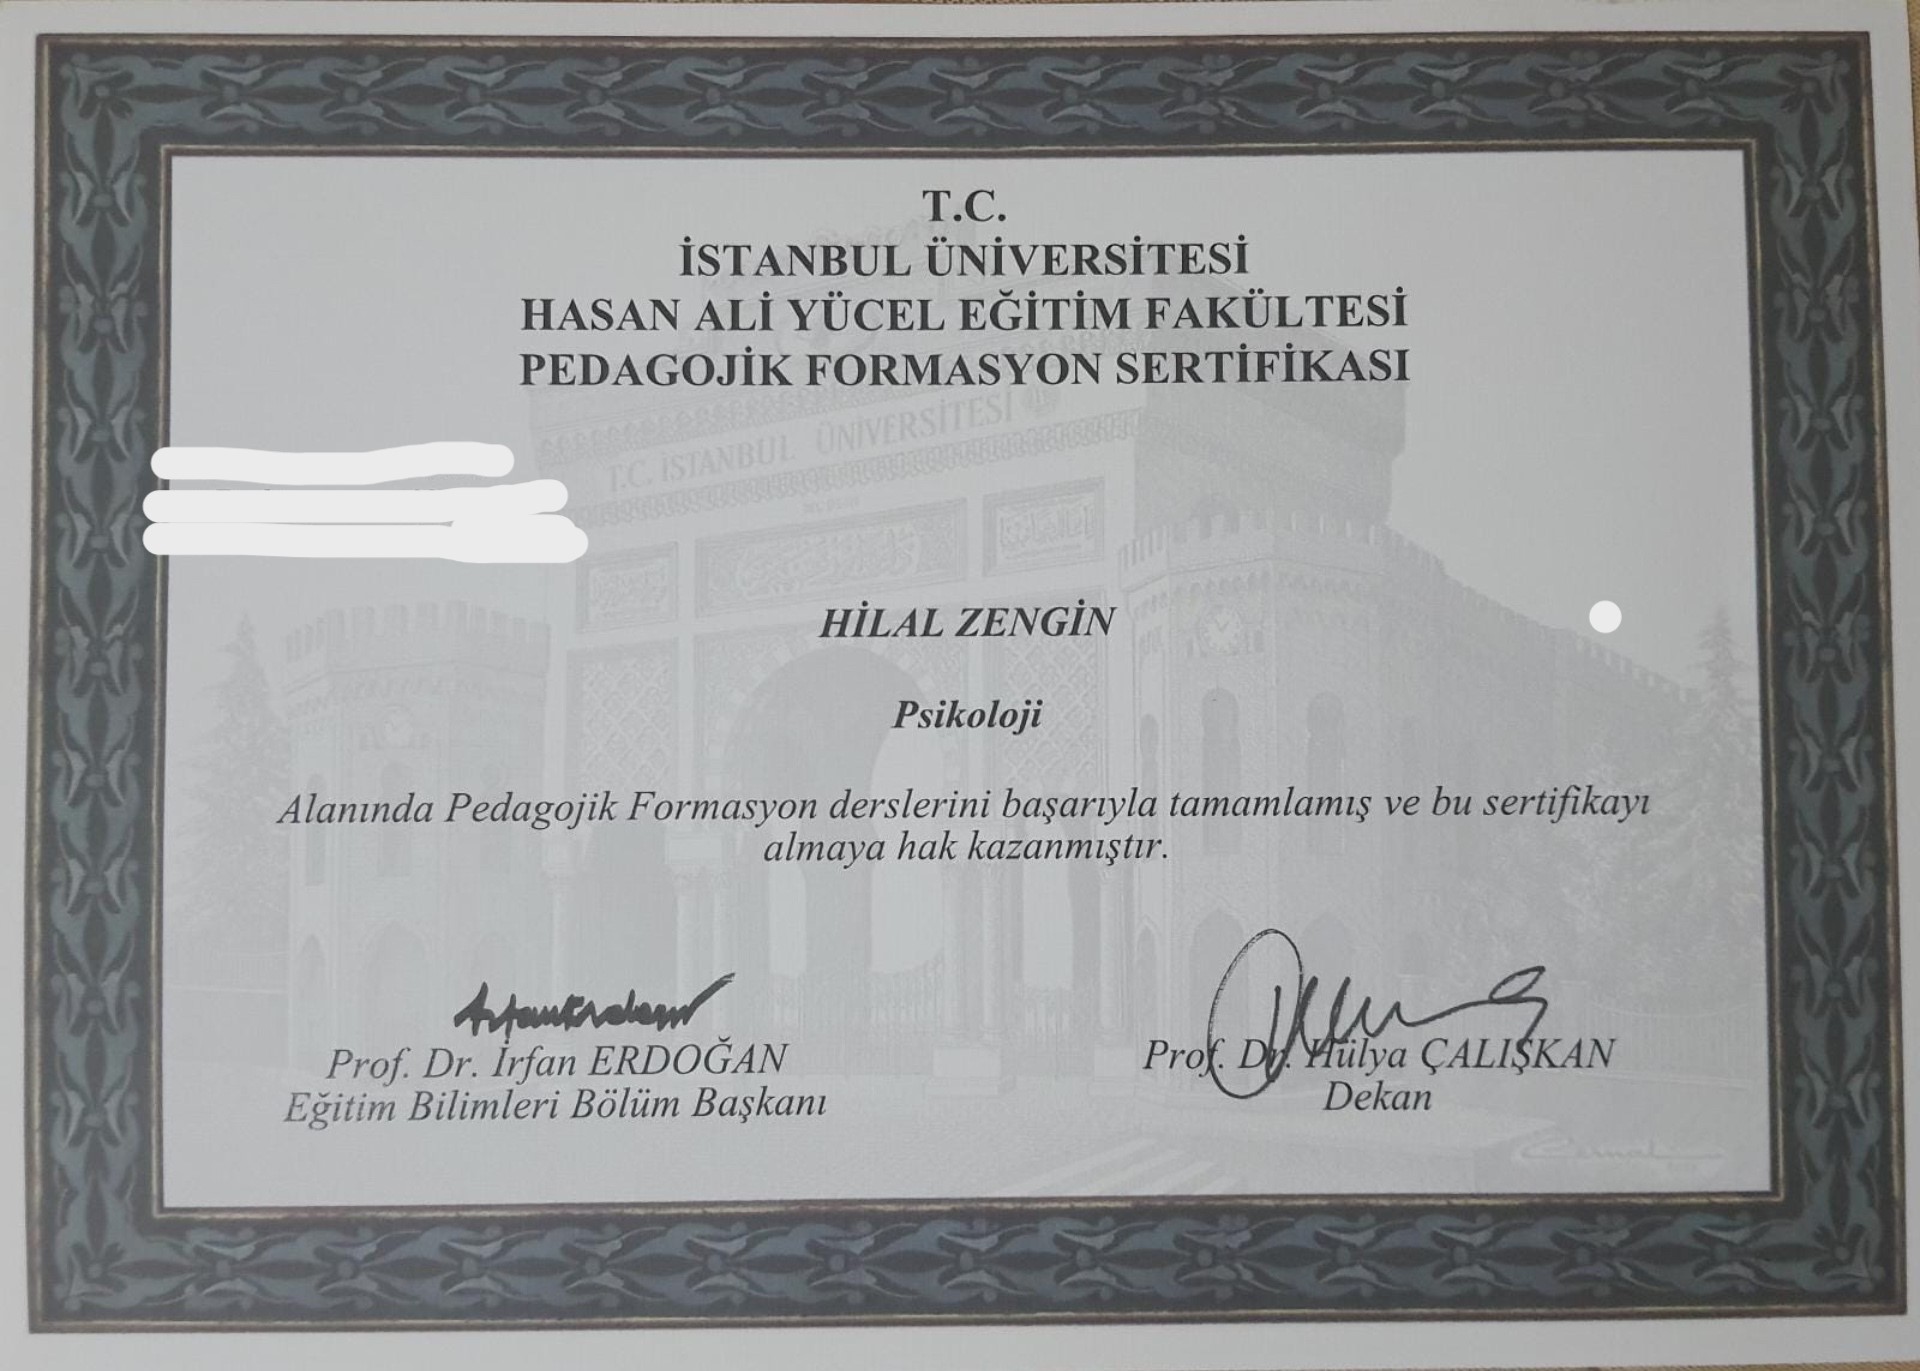 T.C.
İSTANBUL ÜNİVERSİTESİ
HASAN ALİ YÜCEL EĞİTİM FAKÜLTESİ
PEDAGOJİK FORMASYON SERTİFİKASI
T.C. İSTANBUL ÜNİVERSİTESİ
HİLAL ZENGİN
Psikoloji
Alanında Pedagojik Formasyon derslerini başarıyla tamamlamış ve bu sertifikayı
almaya hak kazanmıştır.
Prof. Dr. İrfan ERDOĞAN
Eğitim Bilimleri Bölüm Başkanı
Prof. Dr. Hülya ÇALIŞKAN
Dekan